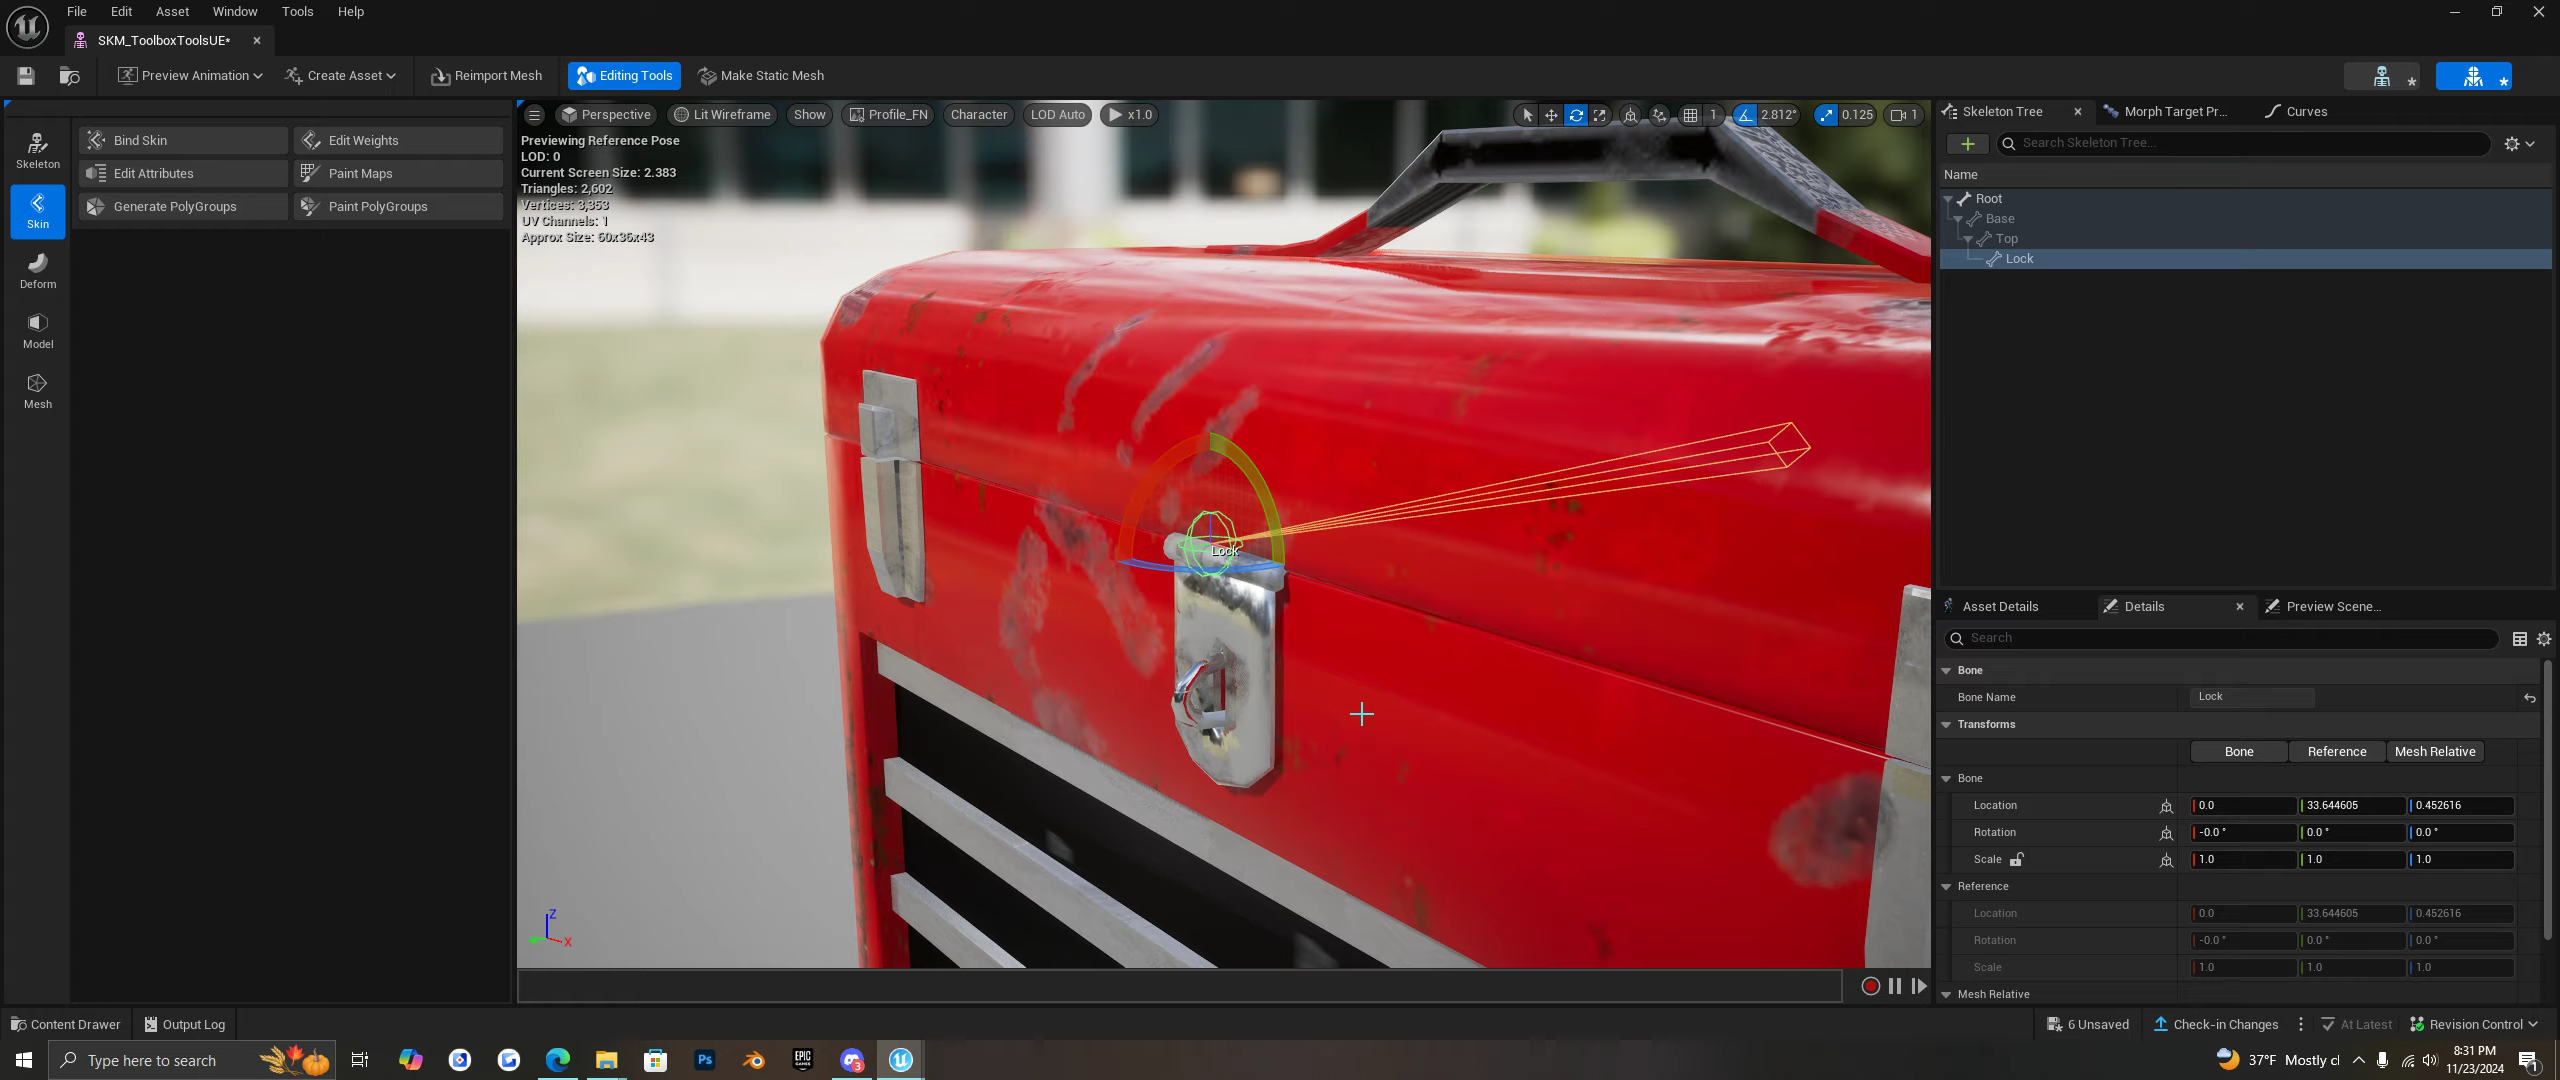 File Edit Asset Window Tools Help
SKM_ToolboxToolsUE*
Preview Animation Create Asset Reimport Mesh Editing Tools Make Static Mesh
Skeleton
Skin
Deform
Model
Mesh
Bind Skin Edit Weights
Edit Attributes Paint Maps
Generate PolyGroups Paint PolyGroups
Perspective Lit Wireframe Show Profile_FN Character LOD Auto x1.0 1 2.812° 0.125 1
Previewing Reference Pose
LOD: 0
Current Screen Size: 2.383
Triangles: 2,602
Vertices: 3,353
UV Channels: 1
Approx Size: 60x36x43
Lock
Z
X
Skeleton Tree Morph Target Pr... Curves
Search Skeleton Tree...
Name
Root
Base
Top
Lock
Asset Details Details Preview Scene...
Search
Bone
Bone Name Lock
Transforms
Bone Reference Mesh Relative
Bone
Location 0.0 33.644605 0.452616
Rotation -0.0 ° 0.0 ° 0.0 °
Scale 1.0 1.0 1.0
Reference
Location 0.0 33.644605 0.452616
Rotation -0.0 ° 0.0 ° 0.0 °
Scale 1.0 1.0 1.0
Mesh Relative
Content Drawer Output Log 6 Unsaved Check-in Changes At Latest Revision Control
Type here to search Ps EPIC GAMES 3 37°F Mostly cl 8:31 PM
11/23/2024 1